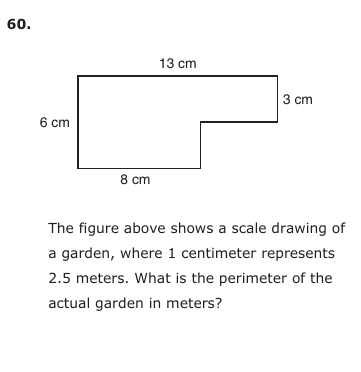 60.
13 cm
3 cm
6 cm
8 cm
The figure above shows a scale drawing of
a garden, where 1 centimeter represents
2.5 meters. What is the perimeter of the
actual garden in meters?